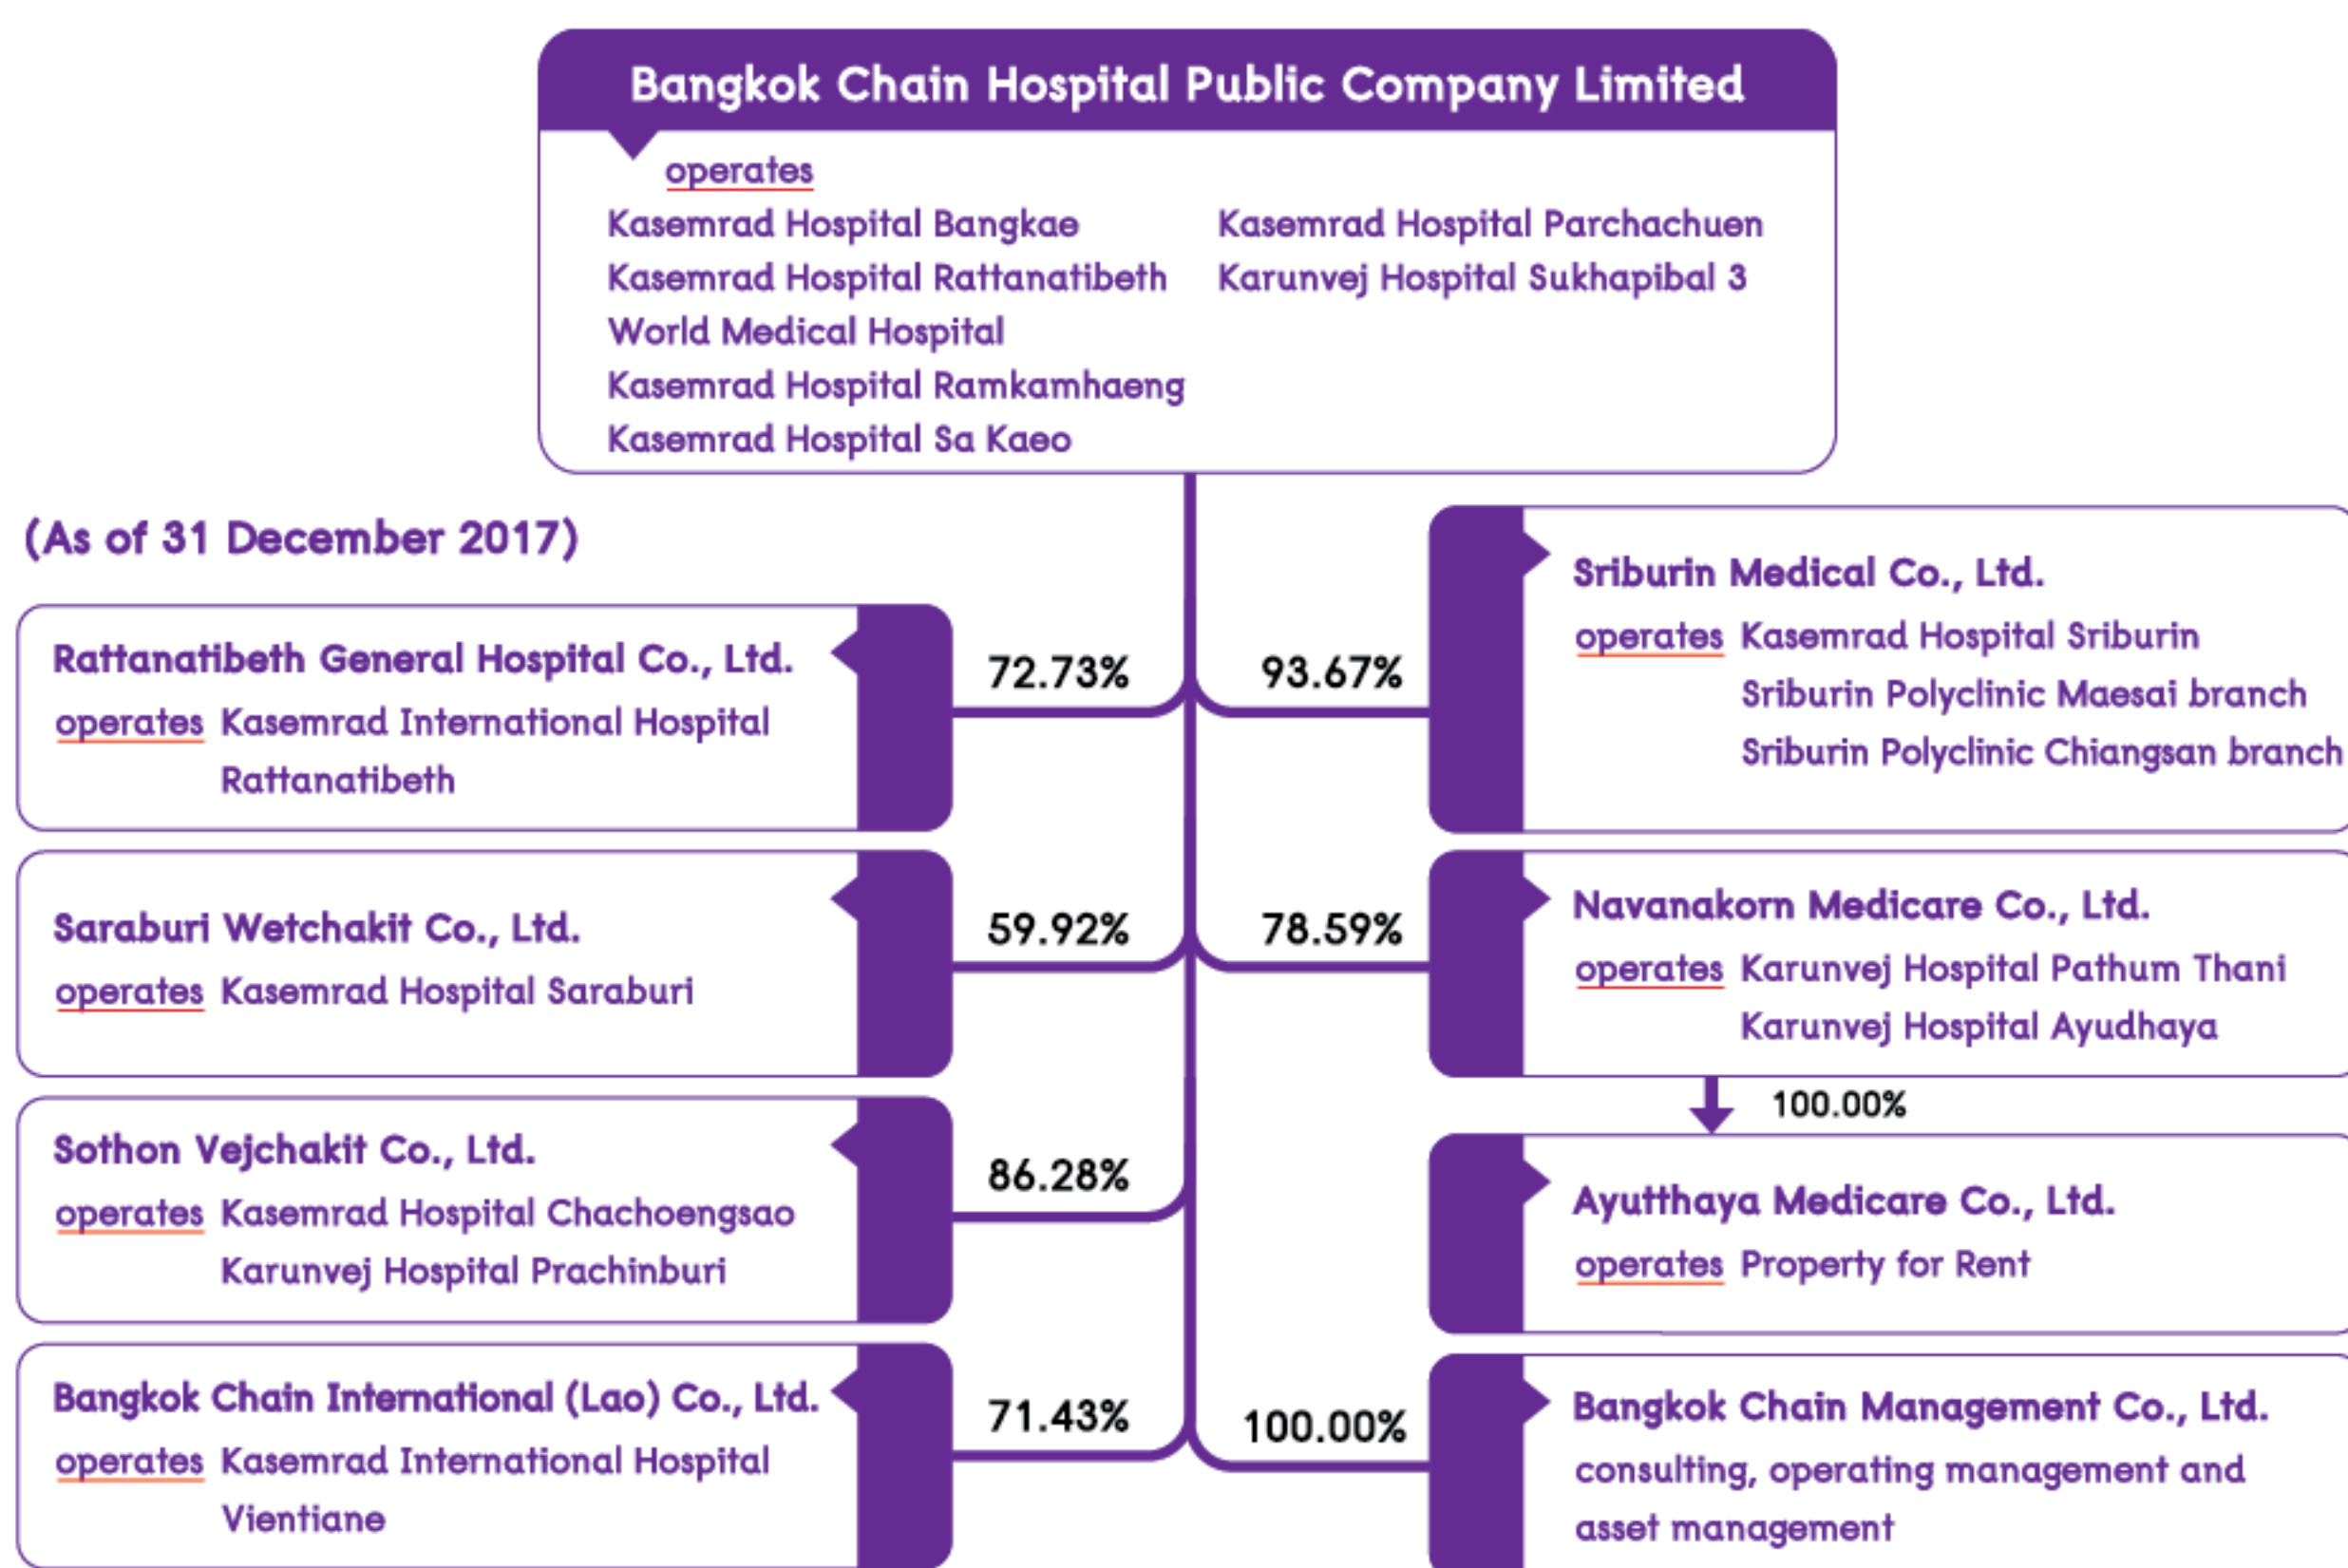 Bangkok Chain Hospital Public Company Limited
operates
Kasemrad Hospital Bangkae
Kasemrad Hospital Rattanatibeth
World Medical Hospital
Kasemrad Hospital Ramkamhaeng
Kasemrad Hospital Sa Kaeo
Kasemrad Hospital Parchachuen
Karunvej Hospital Sukhapibal 3
(As of 31 December 2017)
Rattanatibeth General Hospital Co., Ltd.
operates Kasemrad International Hospital
Rattanatibeth
72.73%
93.67%
Sriburin Medical Co., Ltd.
operates Kasemrad Hospital Sriburin
Sriburin Polyclinic Maesai branch
Sriburin Polyclinic Chiangsan branch
Saraburi Wetchakit Co., Ltd.
operates Kasemrad Hospital Saraburi
59.92%
78.59%
Navanakorn Medicare Co., Ltd.
operates Karunvej Hospital Pathum Thani
Karunvej Hospital Ayudhaya
100.00%
Sothon Vejchakit Co., Ltd.
operates Kasemrad Hospital Chachoengsao
Karunvej Hospital Prachinburi
86.28%
Ayutthaya Medicare Co., Ltd.
operates Property for Rent
Bangkok Chain International (Lao) Co., Ltd.
operates Kasemrad International Hospital
Vientiane
71.43%
100.00%
Bangkok Chain Management Co., Ltd.
consulting, operating management and
asset management